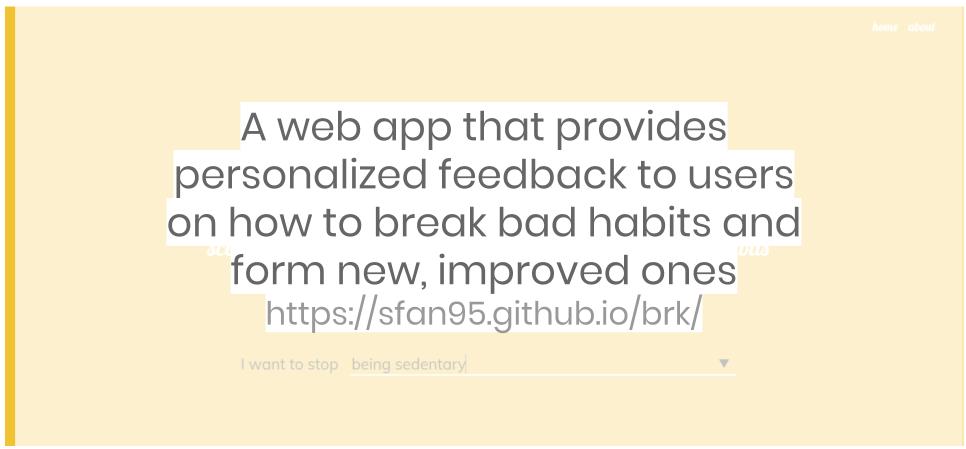 home about
A web app that provides
personalized feedback to users
on how to break bad habits and
form new, improved ones
https://sfan95.github.io/brk/
I want to stop being sedentary